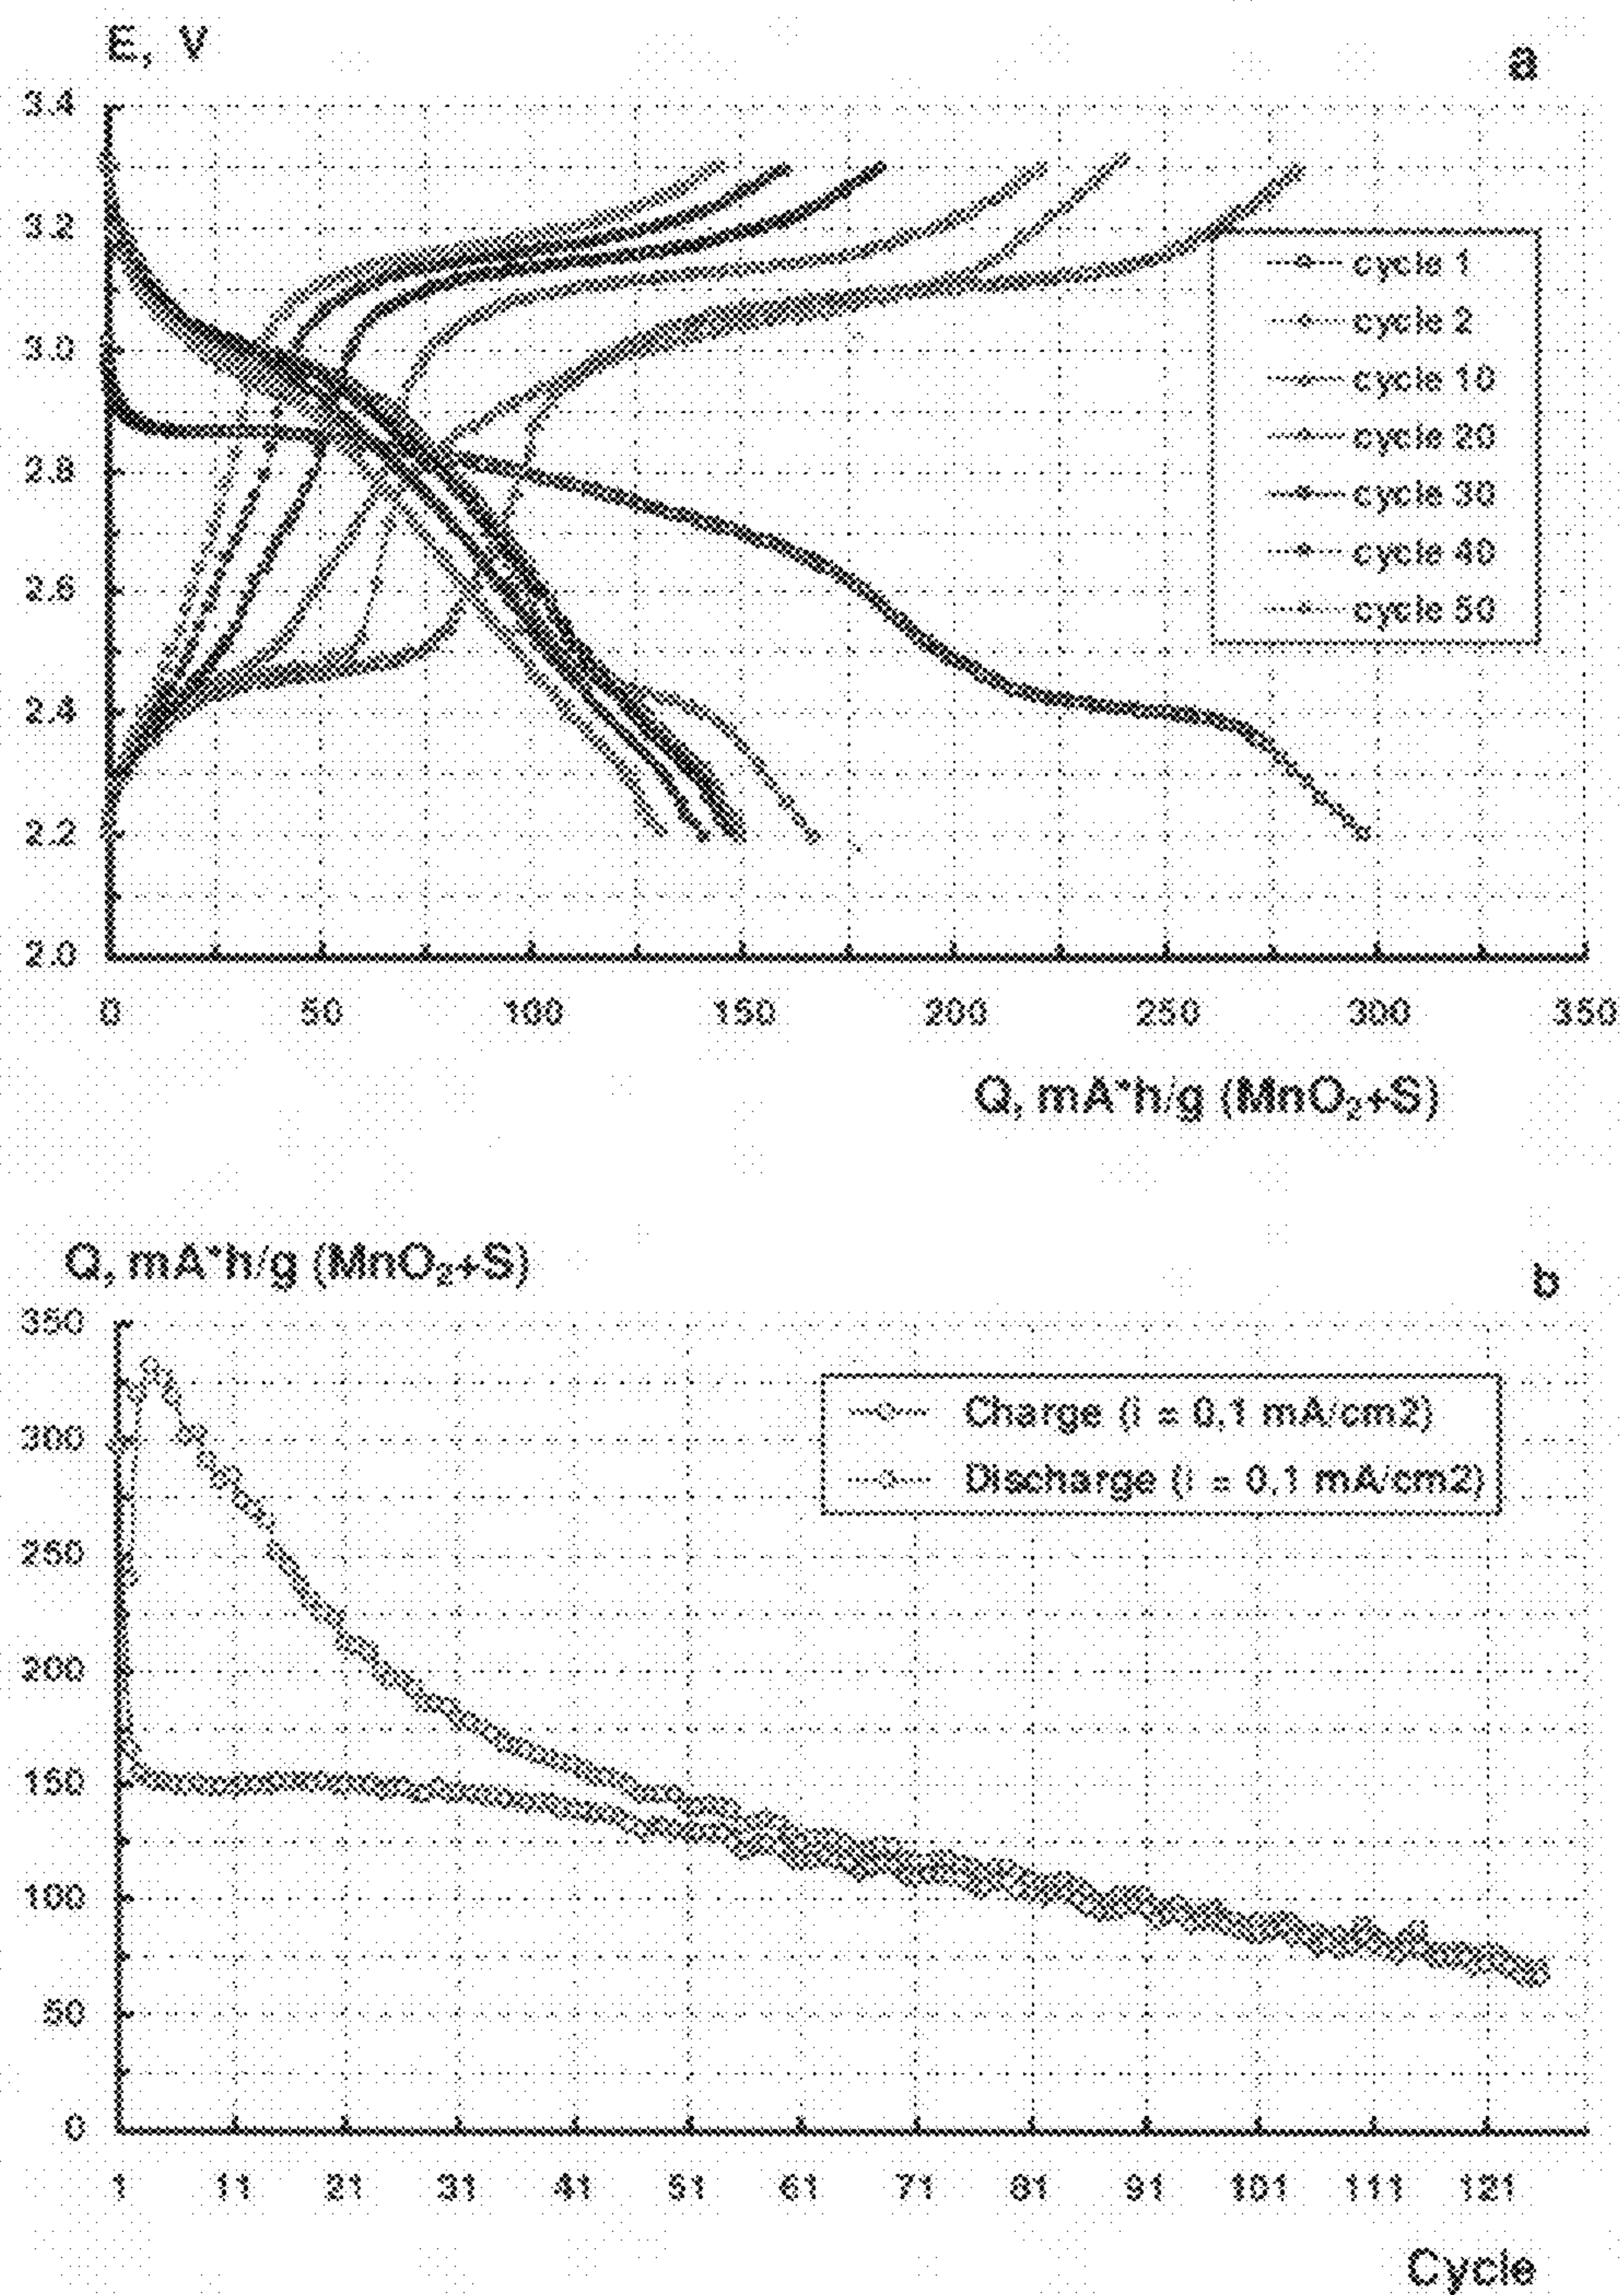 E, V
a
3.4
3.2
3.0
2.8
2.6
2.4
2.2
2.0
cycle 1
cycle 2
cycle 10
cycle 20
cycle 30
cycle 40
cycle 50
0 50 100 150 200 250 300 350
Q, mA*h/g (MnO₂+S)
Q, mA*h/g (MnO₂+S)
b
350
300
250
200
150
100
50
0
Charge (i = 0,1 mA/cm2)
Discharge (i = 0,1 mA/cm2)
1 11 21 31 41 51 61 71 81 91 101 111 121
Cycle